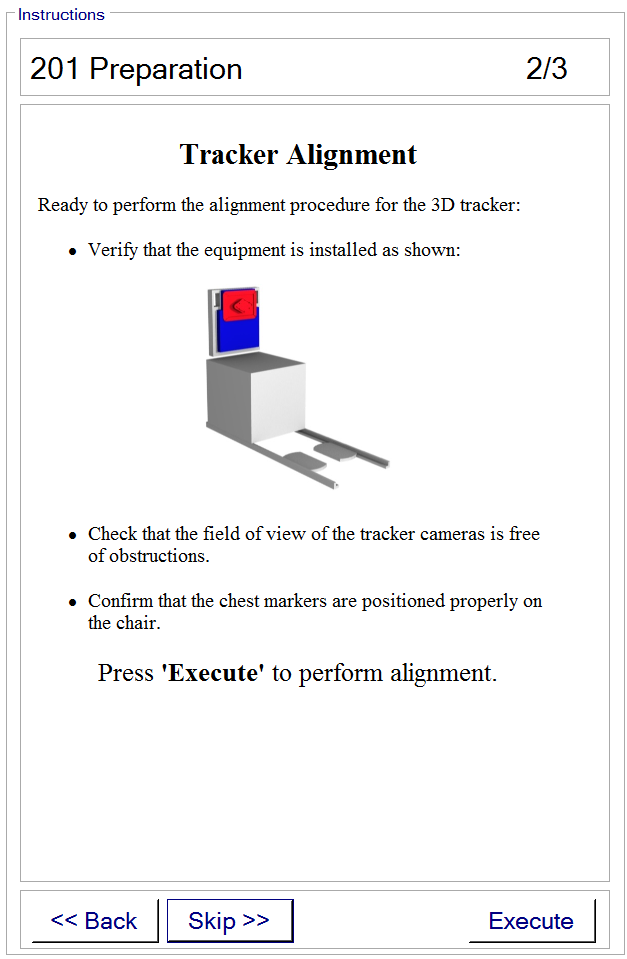 Instructions
201 Preparation 2/3
Tracker Alignment
Ready to perform the alignment procedure for the 3D tracker:
• Verify that the equipment is installed as shown:
• Check that the field of view of the tracker cameras is free
of obstructions.
• Confirm that the chest markers are positioned properly on
the chair.
Press 'Execute' to perform alignment.
<< Back Skip >> Execute